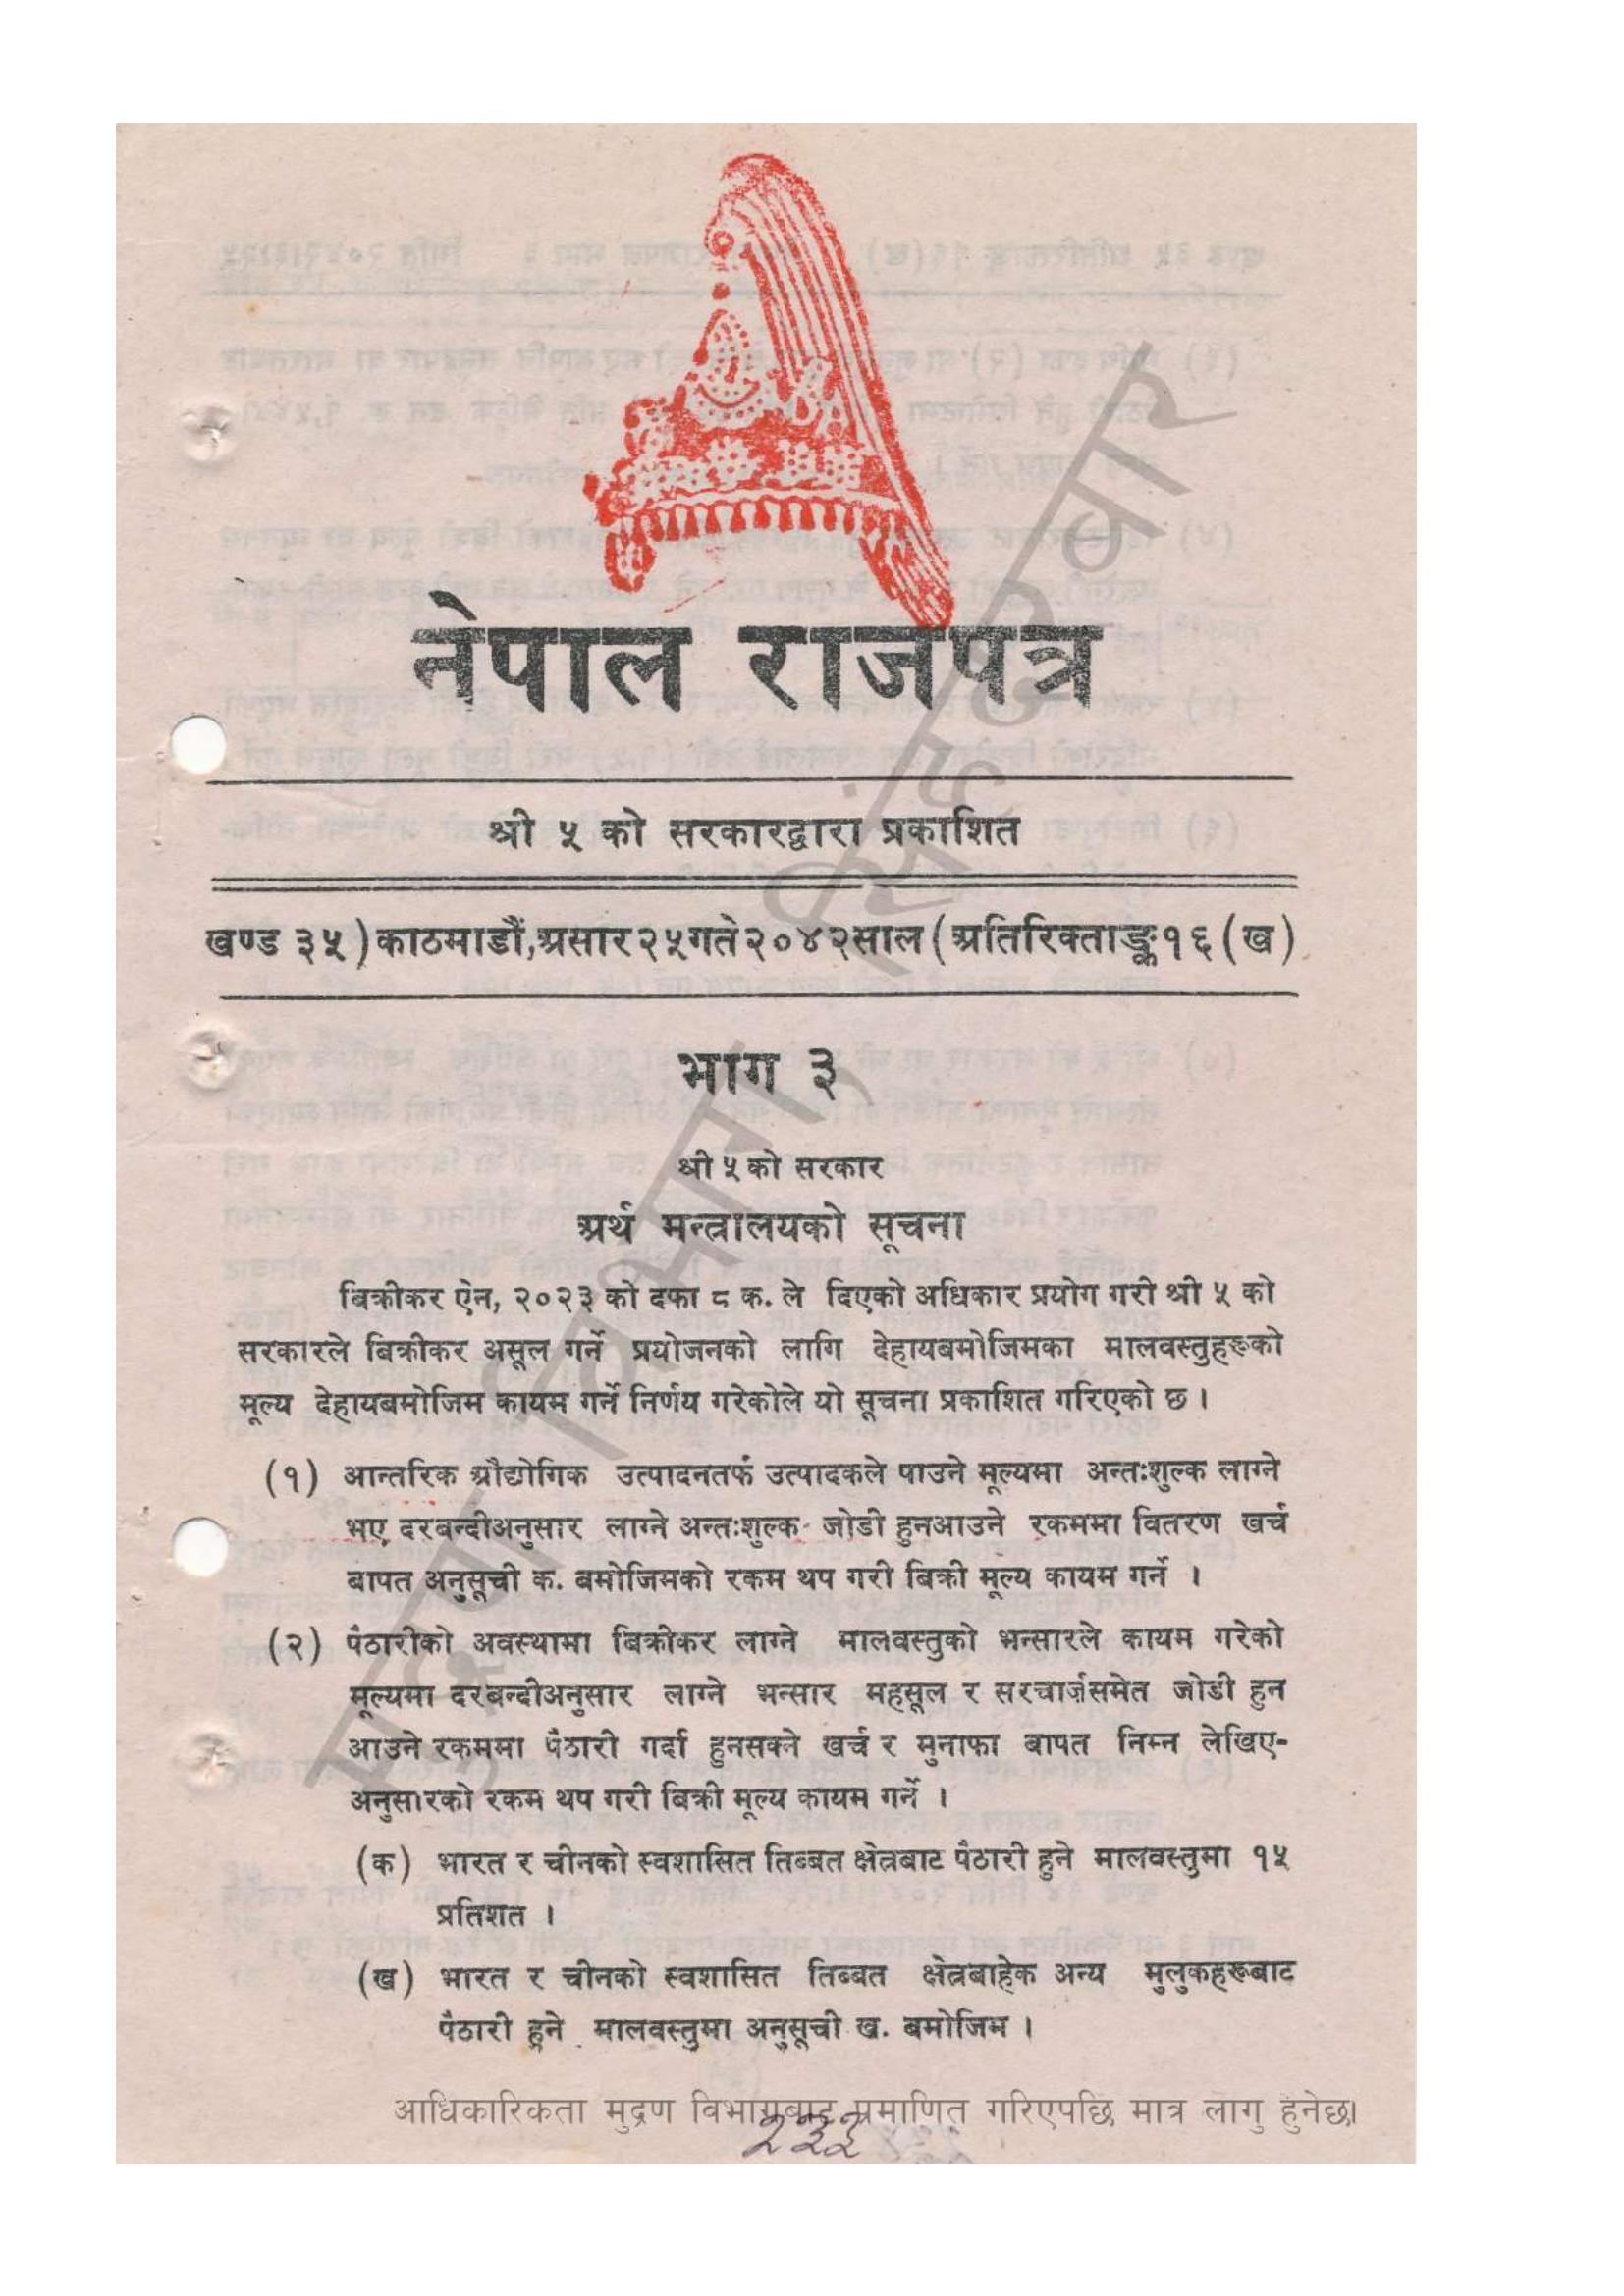 नेपाल राजपत्र
श्री ५ को सरकारद्वारा प्रकाशित
खण्ड ३५) काठमाडौं, असार २५ गते २०४२ साल (अतिरिक्ताङ्क १६ (ख)
भाग ३
श्री ५ को सरकार
अर्थ मन्त्रालयको सूचना
बिक्रीकर ऐन, २०२३ को दफा ८ क. ले दिएको अधिकार प्रयोग गरी श्री ५ को
सरकारले बिक्रीकर असूल गर्ने प्रयोजनको लागि देहायबमोजिमका मालवस्तुहरूको
मूल्य देहायबमोजिम कायम गर्ने निर्णय गरेकोले यो सूचना प्रकाशित गरिएको छ ।
(१) आन्तरिक औद्योगिक उत्पादनतर्फ उत्पादकले पाउने मूल्यमा अन्तःशुल्क लाग्ने
भए दरबन्दीअनुसार लाग्ने अन्तःशुल्क जोडी हुनआउने रकममा वितरण खर्च
बापत अनुसूची क. बमोजिमको रकम थप गरी बिक्री मूल्य कायम गर्ने ।
(२) पैठारीको अवस्थामा बिक्रीकर लाग्ने मालवस्तुको भन्सारले कायम गरेको
मूल्यमा दरबन्दीअनुसार लाग्ने भन्सार महसूल र सरचार्जसमेत जोडी हुन
आउने रकममा पैठारी गर्दा हुनसक्ने खर्च र मुनाफा बापत निम्न लेखिए-
अनुसारको रकम थप गरी बिक्री मूल्य कायम गर्ने ।
(क) भारत र चीनको स्वशासित तिब्बत क्षेत्रबाट पैठारी हुने मालवस्तुमा १५
प्रतिशत ।
(ख) भारत र चीनको स्वशासित तिब्बत क्षेत्रबाहेक अन्य मुलुकहरूबाट
पैठारी हुने मालवस्तुमा अनुसूची ख. बमोजिम ।
आधिकारिकता मुद्रण विभागबाट प्रमाणित गरिएपछि मात्र लागु हुनेछ।
मुद्रण विभाग, सिंहदरबार